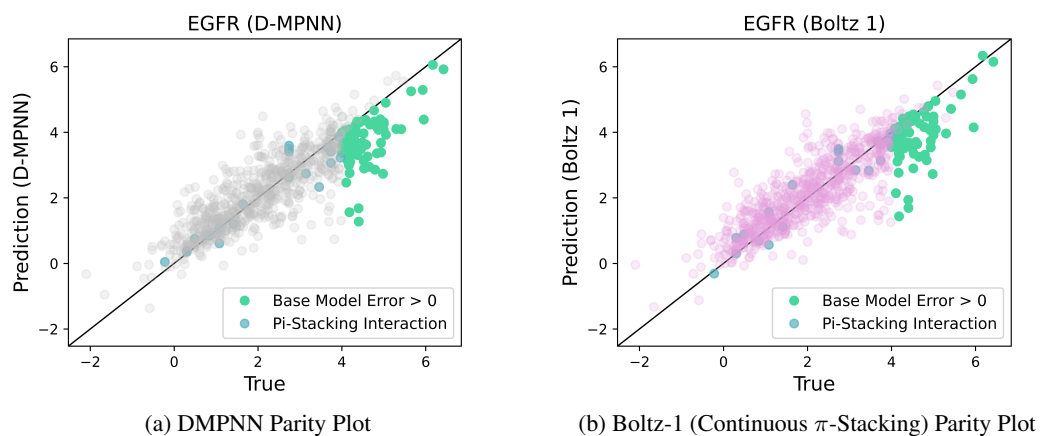 EGFR (D-MPNN)
Prediction (D-MPNN)
6
4
2
0
−2
−2
0
2
4
6
True
Base Model Error > 0
Pi-Stacking Interaction
(a) DMPNN Parity Plot
EGFR (Boltz 1)
Prediction (Boltz 1)
6
4
2
0
−2
−2
0
2
4
6
True
Base Model Error > 0
Pi-Stacking Interaction
(b) Boltz-1 (Continuous π-Stacking) Parity Plot